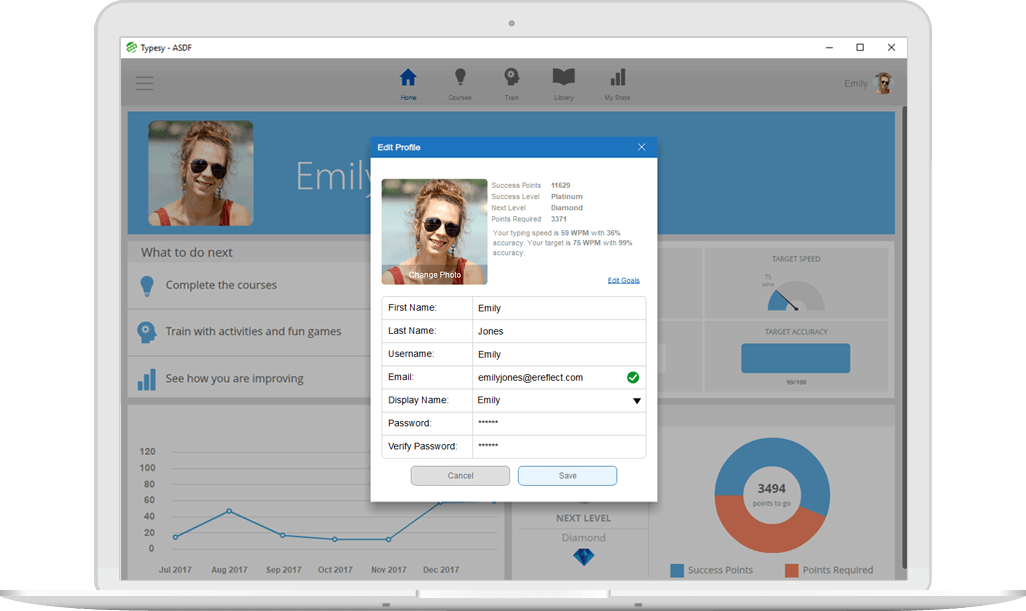 Typesy - ASDF
Home
Courses
Train
Library
My Stats
Emily
Emily
What to do next
Complete the courses
Train with activities and fun games
See how you are improving
Edit Profile
Change Photo
Success Points 11629
Success Level Platinum
Next Level Diamond
Points Required 3371
Your typing speed is 59 WPM with 36%
accuracy. Your target is 75 WPM with 99%
accuracy.
Edit Goals
First Name: Emily
Last Name: Jones
Username: Emily
Email: emilyjones@ereflect.com
Display Name: Emily
Password: ******
Verify Password: ******
Cancel
Save
TARGET SPEED
75
WPM
TARGET ACCURACY
99/100
120
100
80
60
40
20
0
Jul 2017
Aug 2017
Sep 2017
Oct 2017
Nov 2017
Dec 2017
NEXT LEVEL
Diamond
3494
points to go
Success Points
Points Required